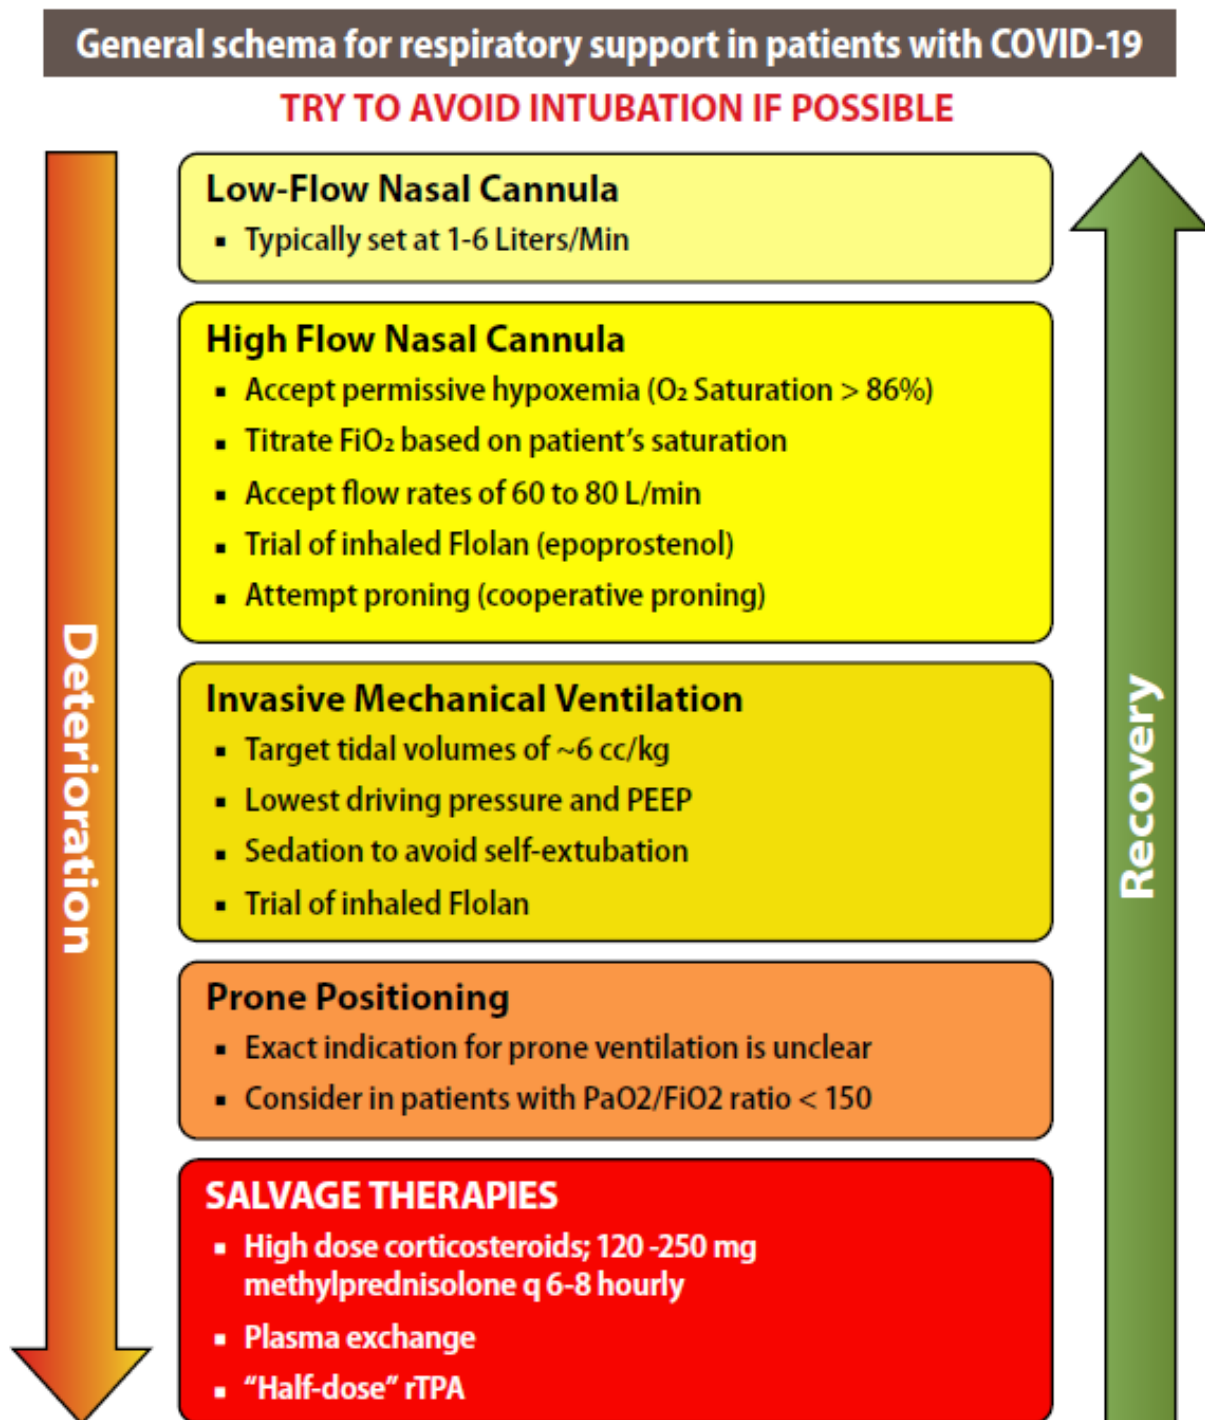 General schema for respiratory support in patients with COVID-19
TRY TO AVOID INTUBATION IF POSSIBLE
Deterioration
Low-Flow Nasal Cannula
▪ Typically set at 1-6 Liters/Min
High Flow Nasal Cannula
▪ Accept permissive hypoxemia (O₂ Saturation > 86%)
▪ Titrate FiO₂ based on patient’s saturation
▪ Accept flow rates of 60 to 80 L/min
▪ Trial of inhaled Flolan (epoprostenol)
▪ Attempt proning (cooperative proning)
Invasive Mechanical Ventilation
▪ Target tidal volumes of ~6 cc/kg
▪ Lowest driving pressure and PEEP
▪ Sedation to avoid self-extubation
▪ Trial of inhaled Flolan
Prone Positioning
▪ Exact indication for prone ventilation is unclear
▪ Consider in patients with PaO2/FiO2 ratio < 150
SALVAGE THERAPIES
▪ High dose corticosteroids; 120 -250 mg
methylprednisolone q 6-8 hourly
▪ Plasma exchange
▪ “Half-dose” rTPA
Recovery